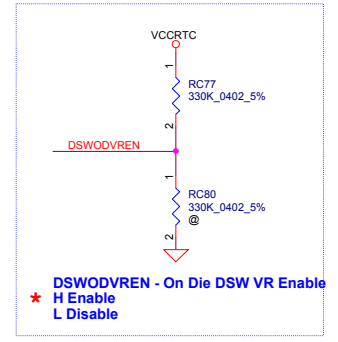 VCCRTC
1
RC77
330K_0402_5%
2
DSWODVREN
1
RC80
330K_0402_5%
@
2
DSWODVREN - On Die DSW VR Enable
* H Enable
L Disable